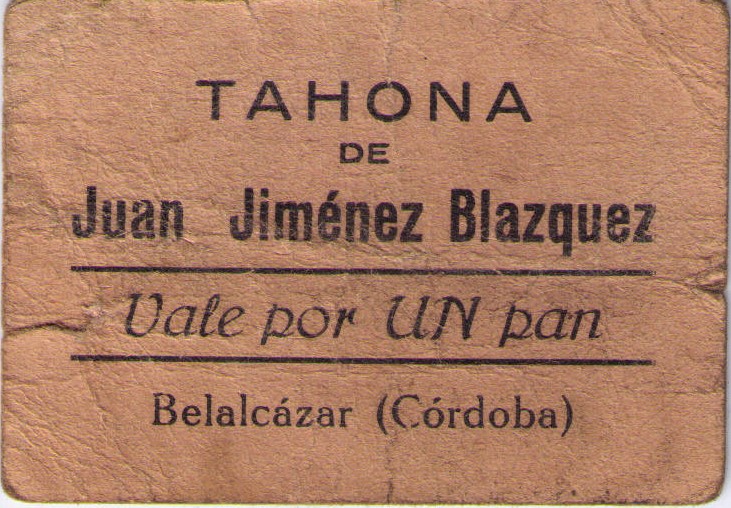 TAHONA
DE
Juan Jiménez Blazquez
Vale por UN pan
Belalcázar (Córdoba)